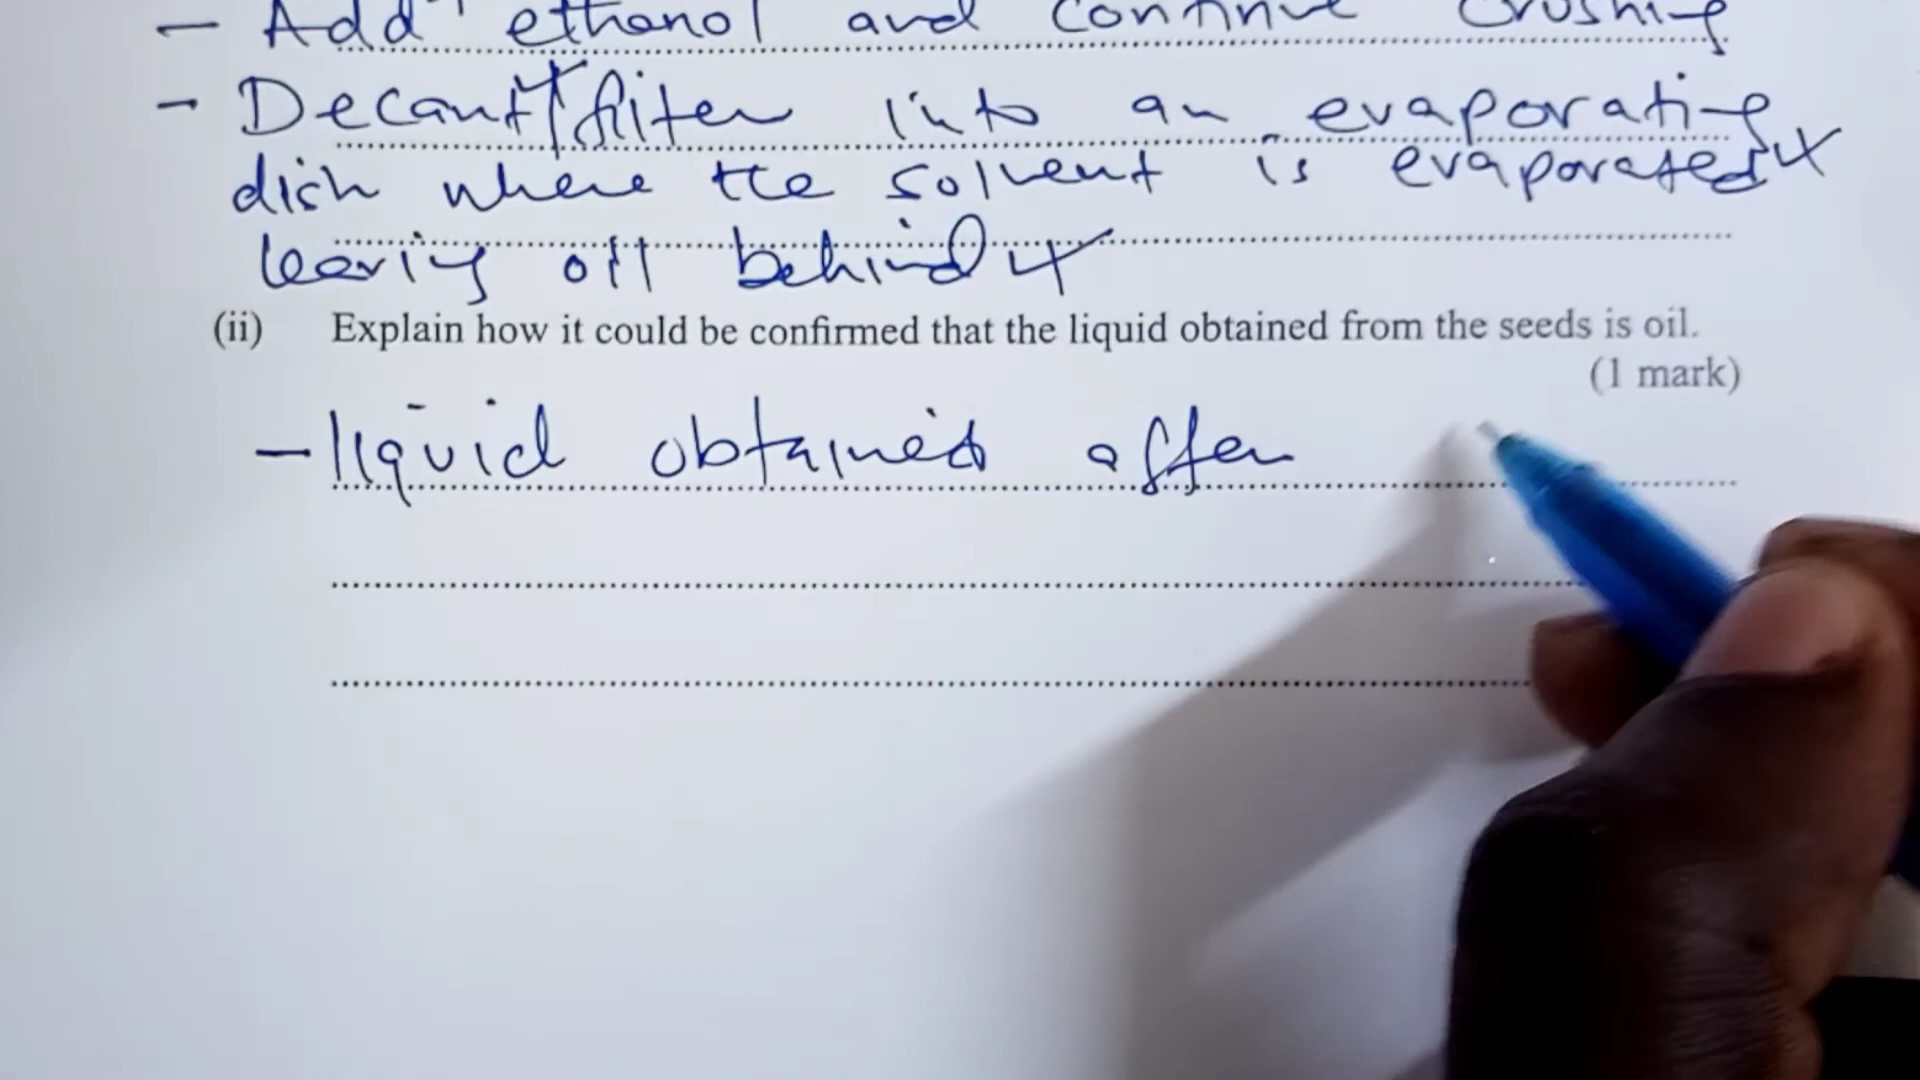 - Add ethanol and continue crushing
- Decant/filter into an evaporating
dish where the solvent is evaporated
leaving oil behind
(ii) Explain how it could be confirmed that the liquid obtained from the seeds is oil.
(1 mark)
- liquid obtained after